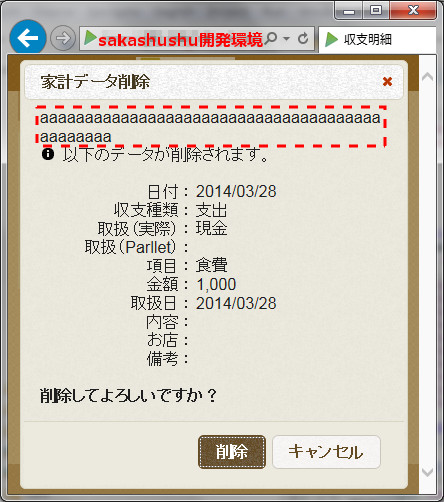 sakashushu開発環境
収支明細
家計データ削除
aaaaaaaaaaaaaaaaaaaaaaaaaaaaaaaaaaaaaa
aaaaaaaa
以下のデータが削除されます。
日付： 2014/03/28
収支種類： 支出
取扱（実際）： 現金
取扱（Parllet）：
項目： 食費
金額： 1,000
取扱日： 2014/03/28
内容：
お店：
備考：
削除してよろしいですか？
削除 キャンセル